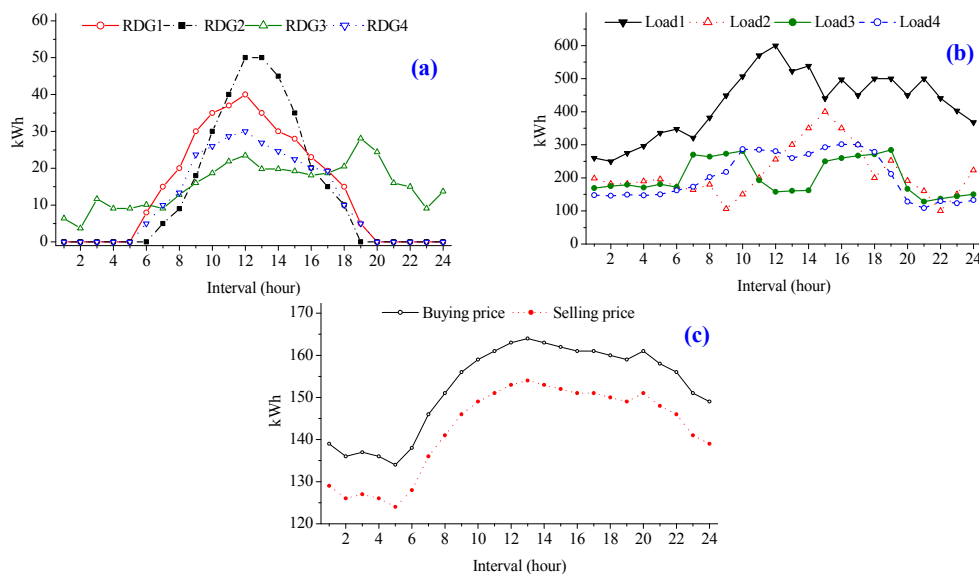 RDG1 RDG2 RDG3 RDG4
(a)
60
50
40
30
20
10
0
kWh
2 4 6 8 10 12 14 16 18 20 22 24
Interval (hour)
Load1 Load2 Load3 Load4
(b)
600
500
400
300
200
100
0
kWh
2 4 6 8 10 12 14 16 18 20 22 24
Interval (hour)
Buying price Selling price
(c)
170
160
150
140
130
120
kWh
2 4 6 8 10 12 14 16 18 20 22 24
Interval (hour)